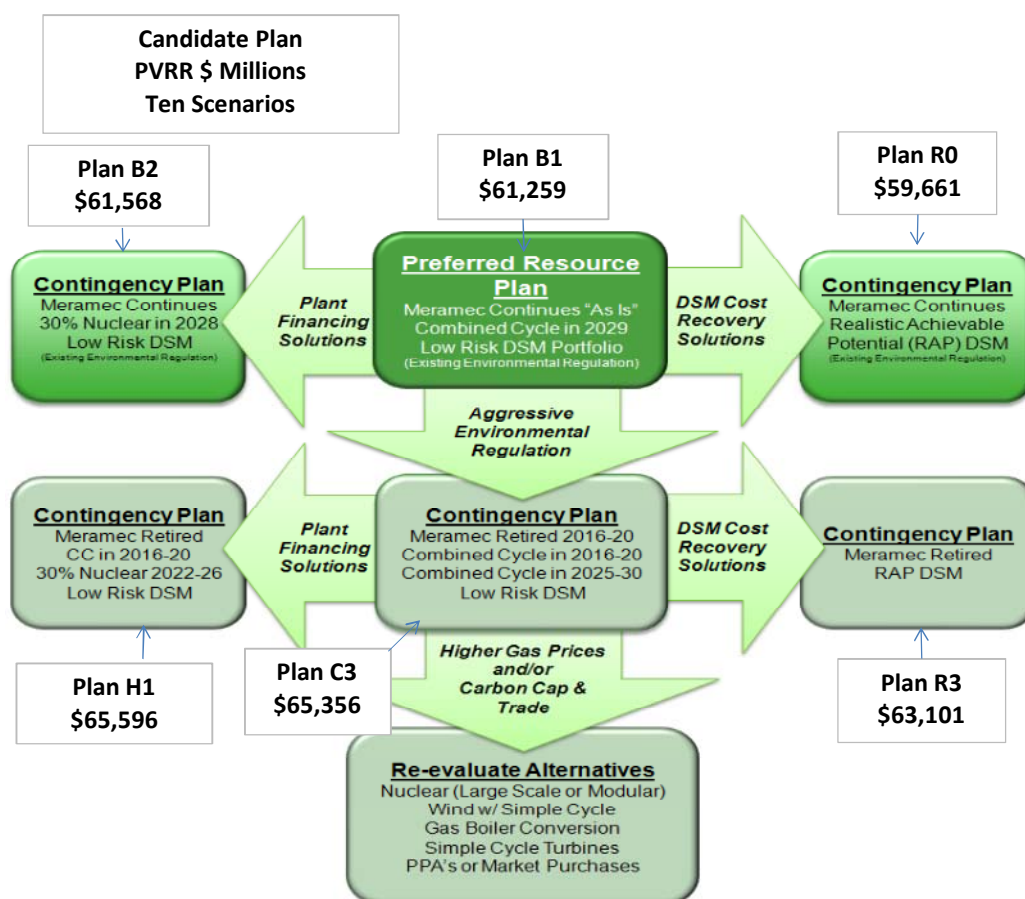 Candidate Plan
PVRR $ Millions
Ten Scenarios
Plan B2
$61,568
Plan B1
$61,259
Plan R0
$59,661
Contingency Plan
Meramec Continues
30% Nuclear in 2028
Low Risk DSM
(Existing Environmental Regulation)
Plant
Financing
Solutions
Preferred Resource
Plan
Meramec Continues "As Is"
Combined Cycle in 2029
Low Risk DSM Portfolio
(Existing Environmental Regulation)
DSM Cost
Recovery
Solutions
Contingency Plan
Meramec Continues
Realistic Achievable
Potential (RAP) DSM
(Existing Environmental Regulation)
Aggressive
Environmental
Regulation
Contingency Plan
Meramec Retired
CC in 2016-20
30% Nuclear 2022-26
Low Risk DSM
Plant
Financing
Solutions
Contingency Plan
Meramec Retired 2016-20
Combined Cycle in 2016-20
Combined Cycle in 2025-30
Low Risk DSM
DSM Cost
Recovery
Solutions
Contingency Plan
Meramec Retired
RAP DSM
Plan H1
$65,596
Plan C3
$65,356
Higher Gas Prices
and/or
Carbon Cap &
Trade
Plan R3
$63,101
Re-evaluate Alternatives
Nuclear (Large Scale or Modular)
Wind w/ Simple Cycle
Gas Boiler Conversion
Simple Cycle Turbines
PPA's or Market Purchases